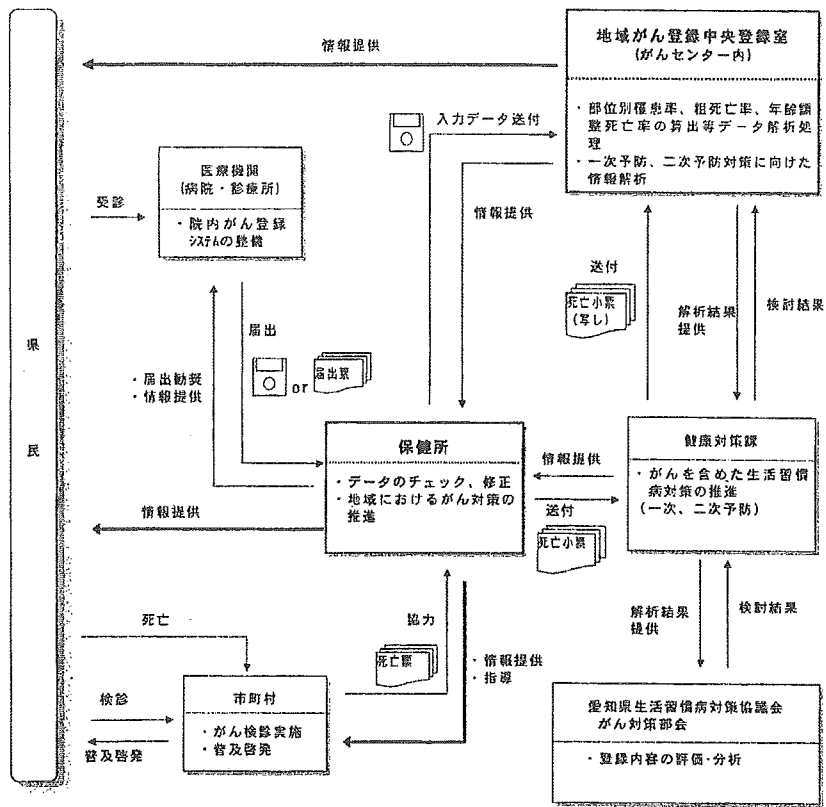 情報提供
地域がん登録中央登録室
(がんセンター内)
・部位別罹患率、粗死亡率、年齢調
整死亡率の算出等データ解析処
理
・一次予防、二次予防対策に向けた
情報解析
入力データ送付
医療機関
(病院・診療所)
・院内がん登録
システムの整備
受診
情報提供
送付
死亡小票
(写し)
解析結果
提供
検討結果
県
民
届出
or
届出票
・届出勧奨
・情報提供
保健所
・データのチェック、修正
・地域におけるがん対策の
推進
情報提供
情報提供
送付
死亡小票
健康対策課
・がんを含めた生活習慣
病対策の推進
(一次、二次予防)
死亡
協力
死亡票
・情報提供
・指導
解析結果
提供
検討結果
検診
普及啓発
市町村
・がん検診実施
・普及啓発
愛知県生活習慣病対策協議会
がん対策部会
・登録内容の評価・分析